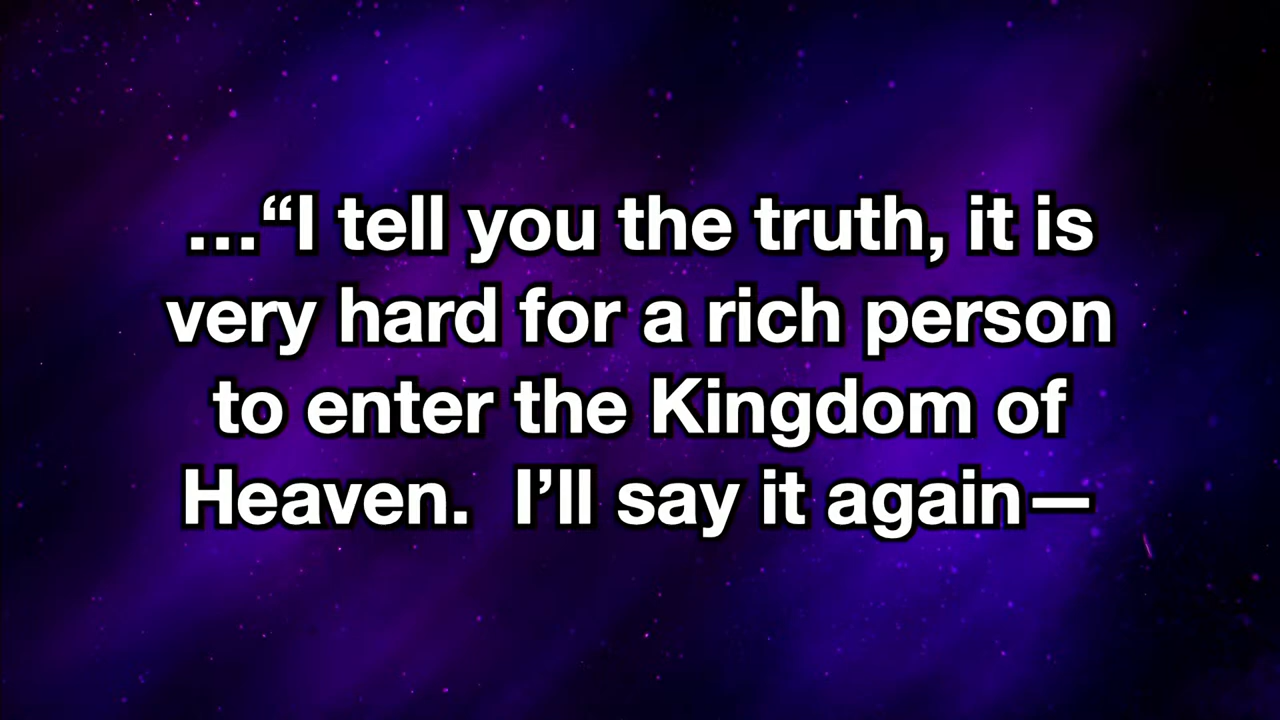 …“I tell you the truth, it is
very hard for a rich person
to enter the Kingdom of
Heaven.  I’ll say it again—